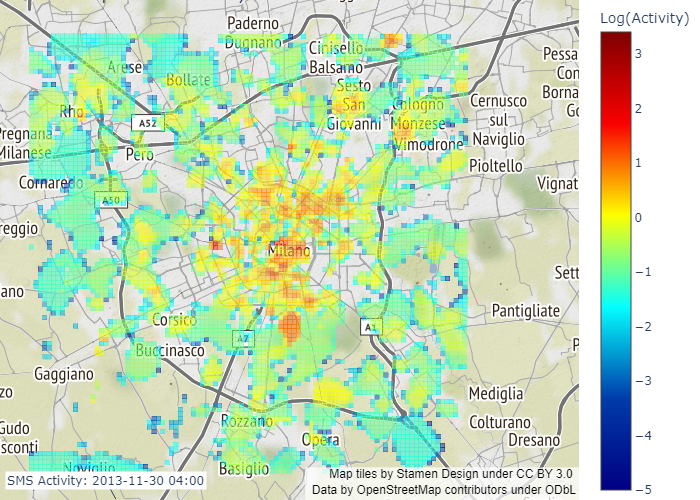 Paderno
Dugnano
Cinisello
Balsamo
Arese
Bollate
Sesto
San
Giovanni
Cologno
Monzese
Cernusco
sul
Naviglio
Pessa
Con
Borna
Go
Rho
A52
Pregnana
Milanese
Pero
Vimodrone
Pioltello
Cornaredo
Vignat
A50
reggio
Milano
Sett
ano
Pantigliate
Corsico
A7
A1
Buccinasco
P
Gaggiano
zo
Mediglia
Rozzano
Colturano
Gudo
Dresano
sconti
Opera
Naviglio
Basiglio
SMS Activity: 2013-11-30 04:00
Map tiles by Stamen Design under CC BY 3.0
Data by OpenStreetMap contributors under ODbL
Log(Activity)
3
2
1
0
−1
−2
−3
−4
−5